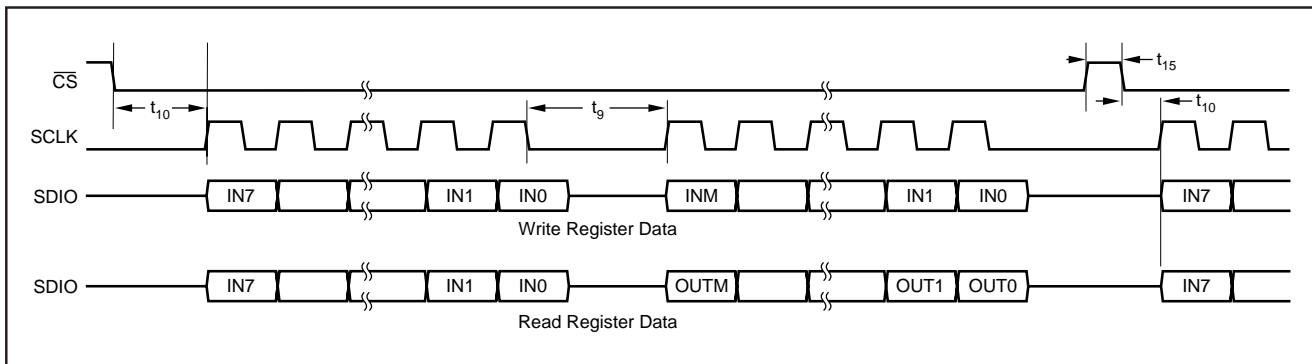 CS t15
t10 t9 t10
SCLK
SDIO IN7 IN1 IN0 INM IN1 IN0 IN7
Write Register Data
SDIO IN7 IN1 IN0 OUTM OUT1 OUT0 IN7
Read Register Data